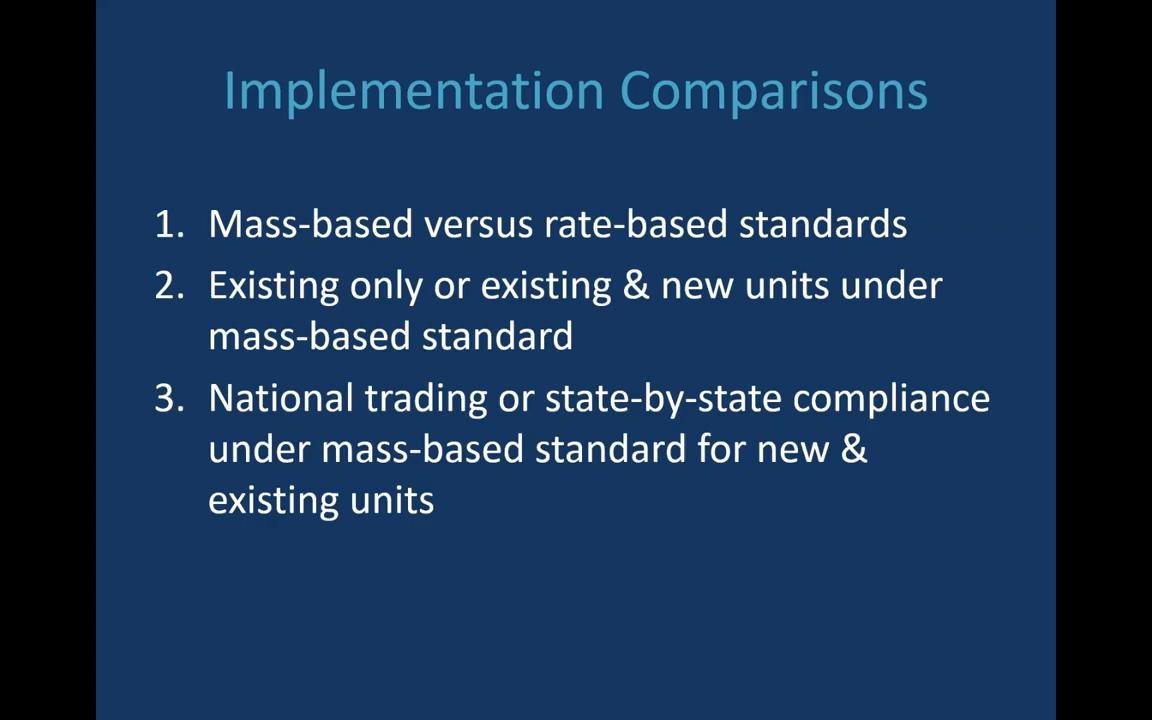 Implementation Comparisons
1. Mass-based versus rate-based standards
2. Existing only or existing & new units under
mass-based standard
3. National trading or state-by-state compliance
under mass-based standard for new &
existing units